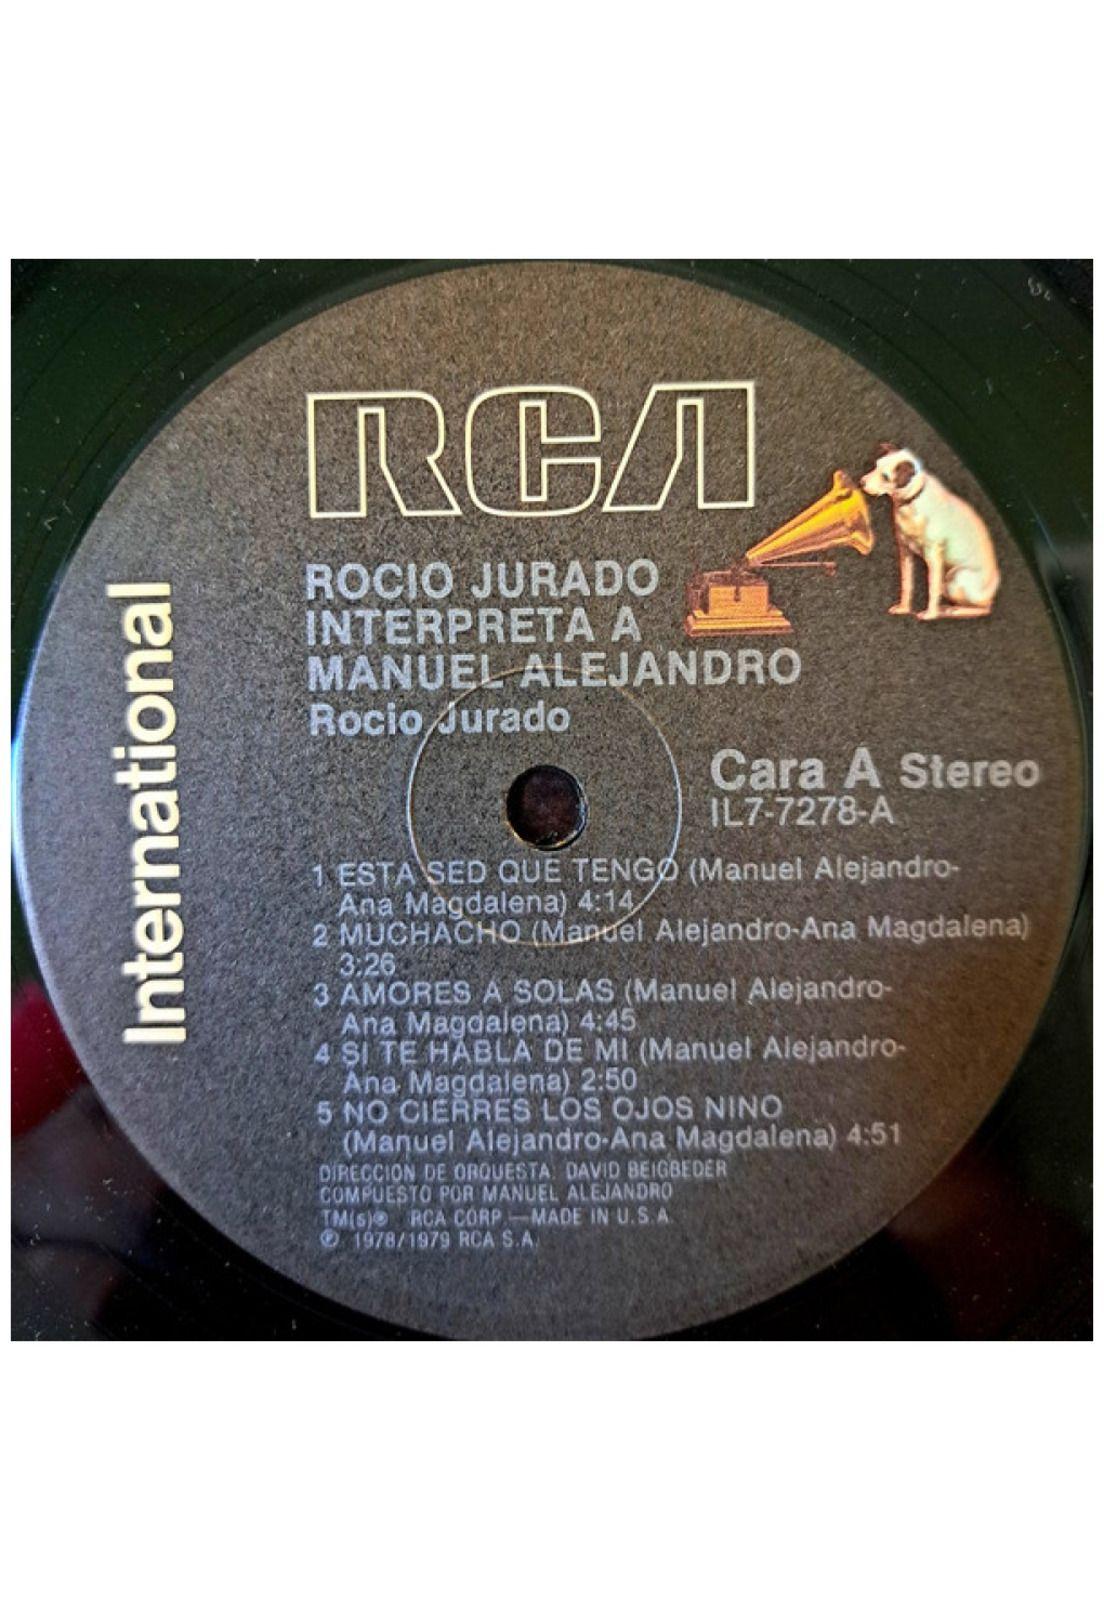 RCA
ROCIO JURADO
INTERPRETA A
MANUEL ALEJANDRO
Rocio Jurado
International
Cara A Stereo
IL7-7278-A
1 ESTA SED QUE TENGO (Manuel Alejandro-
Ana Magdalena) 4:14
2 MUCHACHO (Manuel Alejandro-Ana Magdalena)
3:26
3 AMORES A SOLAS (Manuel Alejandro-
Ana Magdalena) 4:45
4 SI TE HABLA DE MI (Manuel Alejandro-
Ana Magdalena) 2:50
5 NO CIERRES LOS OJOS NINO
(Manuel Alejandro-Ana Magdalena) 4:51
DIRECCION DE ORQUESTA: DAVID BEIGBEDER
COMPUESTO POR MANUEL ALEJANDRO
TM(s)® RCA CORP.—MADE IN U.S.A.
℗ 1978/1979 RCA S.A.